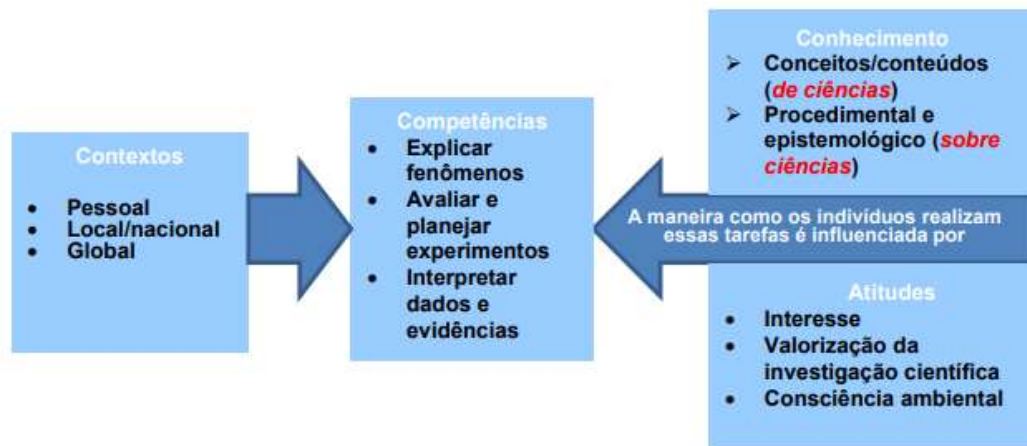 Contextos
Pessoal
Local/nacional
Global
Competências
Explicar
fenômenos
Avaliar e
planejar
experimentos
Interpretar
dados e
evidências
Conhecimento
Conceitos/conteúdos
(de ciências)
Procedimental e
epistemológico (sobre
ciências)
A maneira como os indivíduos realizam
essas tarefas é influenciada por
Atitudes
Interesse
Valorização da
investigação científica
Consciência ambiental